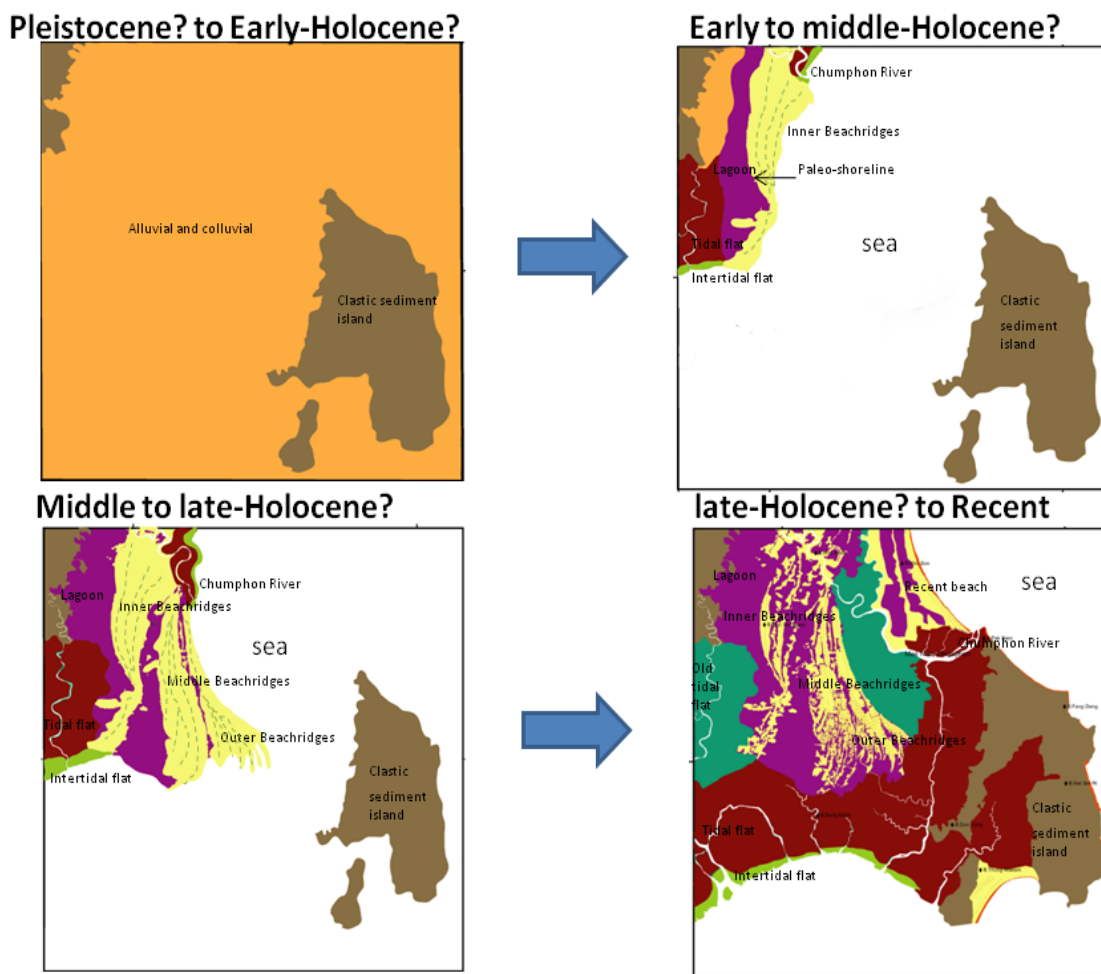 Pleistocene? to Early-Holocene?
Alluvial and colluvial
Clastic sediment
island
Early to middle-Holocene?
Chumphon River
Inner Beachridges
Lagoon
Paleo-shoreline
Tidal flat
sea
Intertidal flat
Clastic
sediment
island
Middle to late-Holocene?
Chumphon River
Lagoon
Inner Beachridges
sea
Middle Beachridges
Tidal flat
Outer Beachridges
Intertidal flat
Clastic
sediment
island
late-Holocene? to Recent
Lagoon
Recent beach
sea
Inner Beachridges
Chumphon River
Old
tidal
flat
Middle Beachridges
Outer Beachridges
Tidal flat
Clastic
sediment
island
Intertidal flat